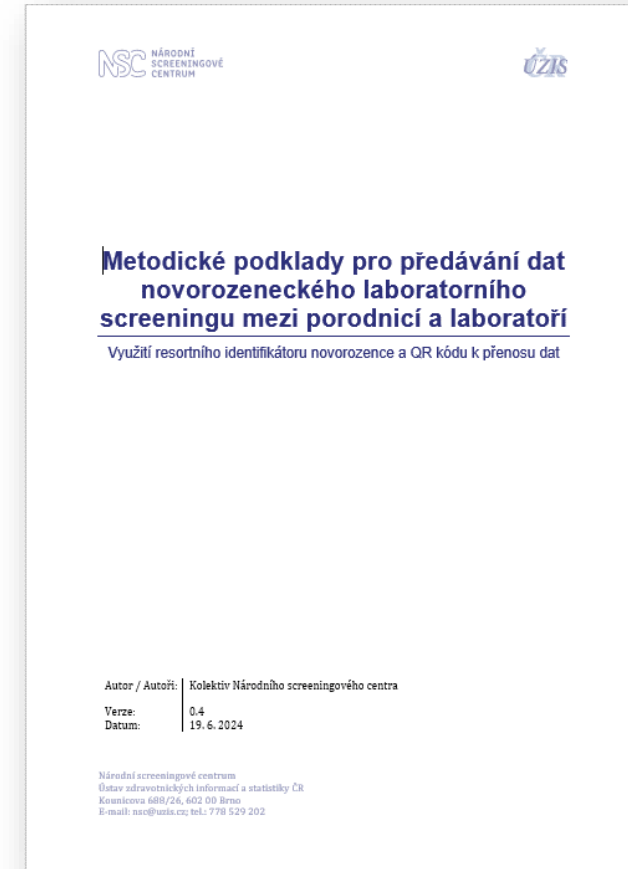 NSC NÁRODNÍ
SCREENINGOVÉ
CENTRUM
ÚZIS
ČR
Metodické podklady pro předávání dat
novorozeneckého laboratorního
screeningu mezi porodnicí a laboratoří
Využití resortního identifikátoru novorozence a QR kódu k přenosu dat
Autor / Autoři: Kolektiv Národního screeningového centra
Verze: 0.4
Datum: 19. 6. 2024
Národní screeningové centrum
Ústav zdravotnických informací a statistiky ČR
Kounicova 688/26, 602 00 Brno
E-mail: nsc@uzis.cz; tel.: 778 529 202